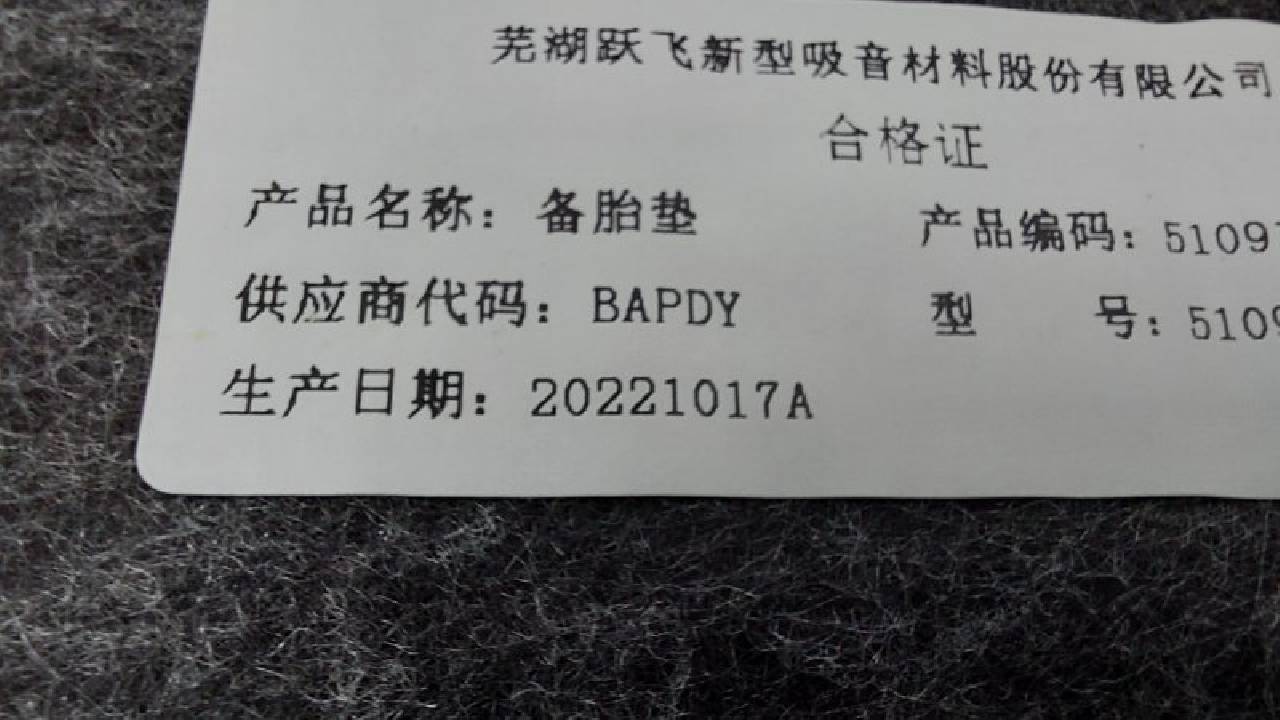 芜湖跃飞新型吸音材料股份有限公司
合格证
产品名称：备胎垫 产品编码：5109
供应商代码：BAPDY 型 号：5109
生产日期：20221017A